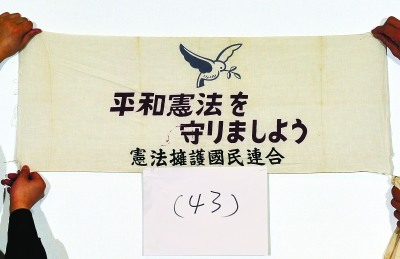 平和憲法を
守りましよう
憲法擁護國民連合
(43)